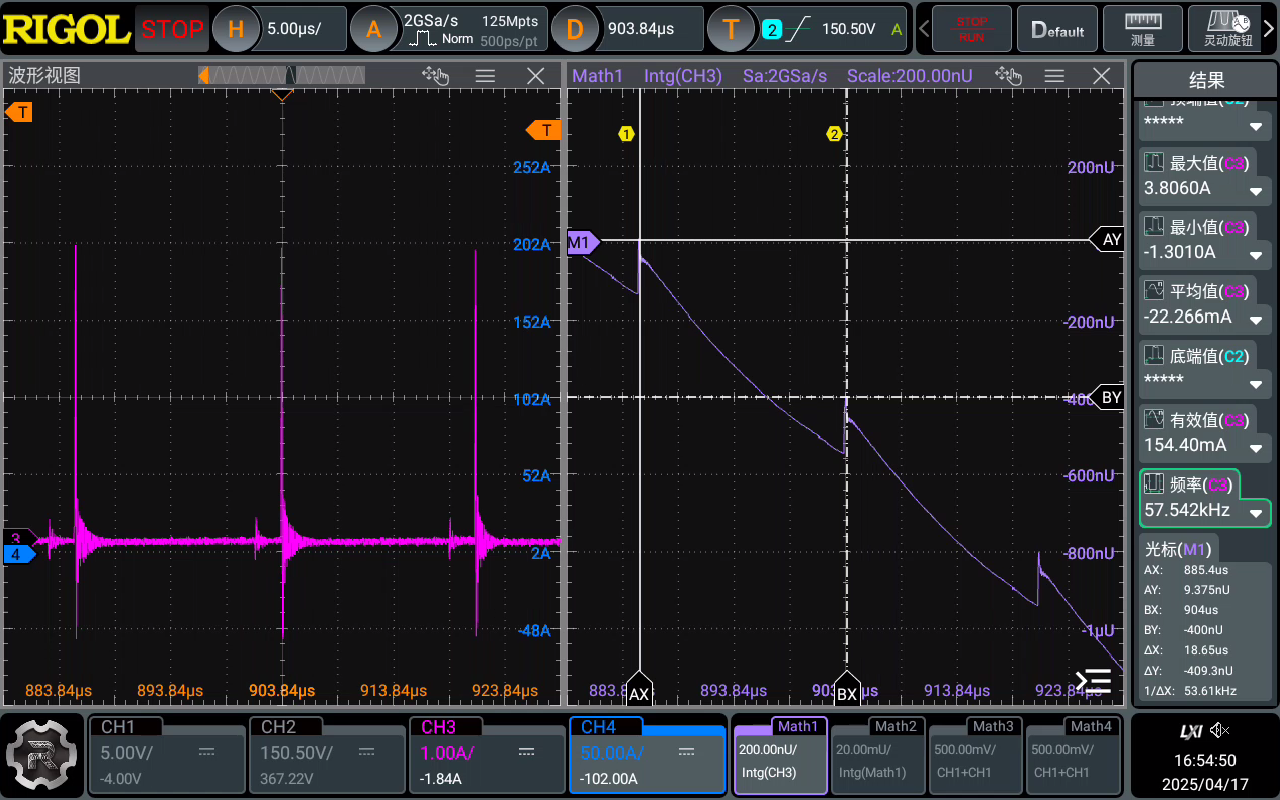 RIGOL STOP H 5.00µs/ A 2GSa/s 125Mpts Norm 500ps/pt D 903.84µs T 2 150.50V A STOP RUN Default 测量 灵动旋钮
波形视图
Math1 Intg(CH3) Sa:2GSa/s Scale:200.00nU
T
T
252A
202A
152A
102A
52A
2A
-48A
3
4
883.84µs 893.84µs 903.84µs 913.84µs 923.84µs
1 2
200nU
M1
AY
-200nU
BY
-600nU
-800nU
-1µU
AX
BX
893.84µs 913.84µs
结果
*****
最大值(C3)
3.8060A
最小值(C3)
-1.3010A
平均值(C3)
-22.266mA
底端值(C2)
*****
有效值(C3)
154.40mA
频率(C3)
57.542kHz
光标(M1)
AX: 885.4us
AY: 9.375nU
BX: 904us
BY: -400nU
ΔX: 18.65us
ΔY: -409.3nU
1/ΔX: 53.61kHz
CH1
5.00V/
-4.00V
CH2
150.50V/
367.22V
CH3
1.00A/
-1.84A
CH4
50.00A/
-102.00A
Math1
200.00nU/
Intg(CH3)
Math2
20.00mU/
Intg(Math1)
Math3
500.00mV/
CH1+CH1
Math4
500.00mV/
CH1+CH1
LXI
16:54:50
2025/04/17